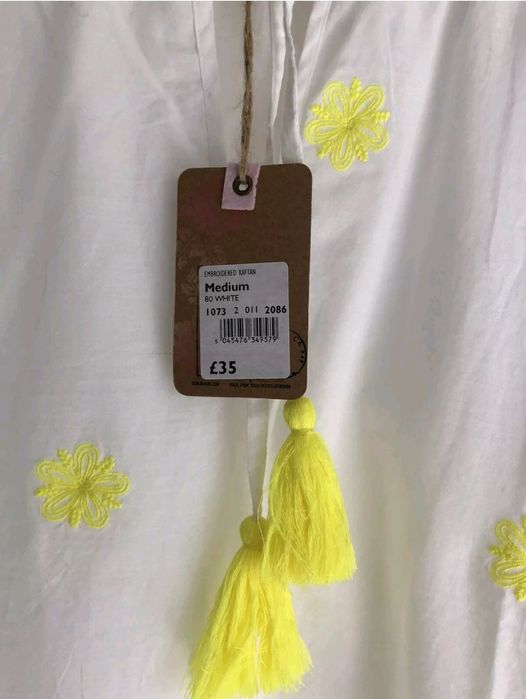 EMBROIDERED KAFTAN
Medium
80 WHITE
1073 2 011 2086
5 045476 349579
£35